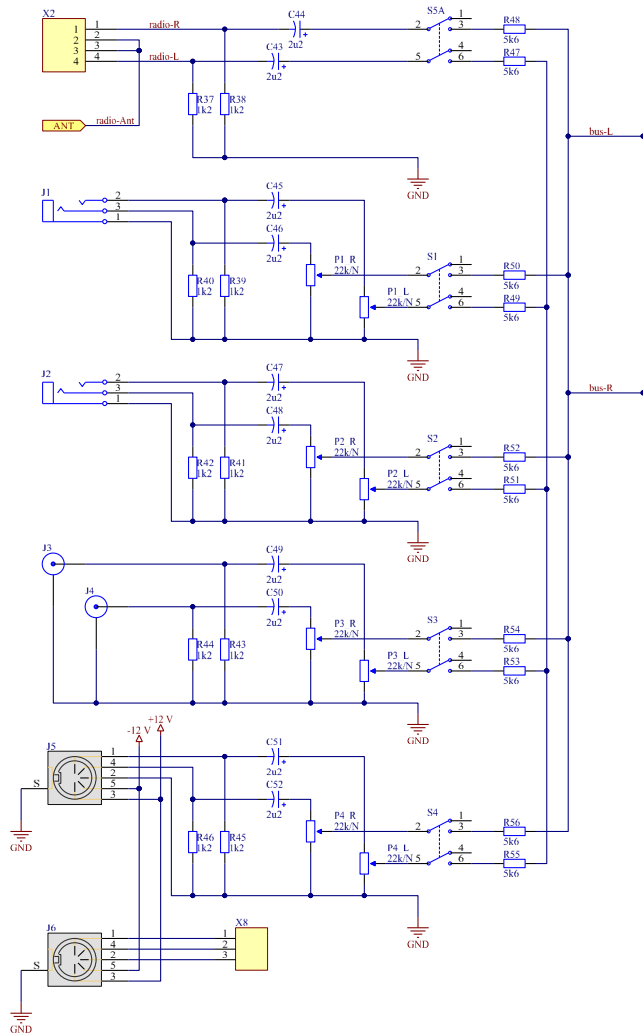 X2
1 1
2 2
3 3
4 4
radio-R
radio-L
C44
2u2
C43
2u2
S5A
2 1
3
4
5 6
R48
5k6
R47
5k6
R37
1k2
R38
1k2
ANT
radio-Ant
bus-L
GND
J1
2
3
1
C45
2u2
C46
2u2
R40
1k2
R39
1k2
P1 R
22k/N
P1 L
22k/N
S1
2 1
3
4
5 6
R50
5k6
R49
5k6
GND
J2
2
3
1
C47
2u2
C48
2u2
R42
1k2
R41
1k2
P2 R
22k/N
P2 L
22k/N
S2
2 1
3
4
5 6
R52
5k6
R51
5k6
bus-R
GND
J3
J4
C49
2u2
C50
2u2
R44
1k2
R43
1k2
P3 R
22k/N
P3 L
22k/N
S3
2 1
3
4
5 6
R54
5k6
R53
5k6
GND
+12 V
-12 V
J5
S
1
4
2
5
3
GND
C51
2u2
C52
2u2
R46
1k2
R45
1k2
P4 R
22k/N
P4 L
22k/N
S4
2 1
3
4
5 6
R56
5k6
R55
5k6
GND
J6
S
1
4
2
5
3
X8
1
2
3
GND